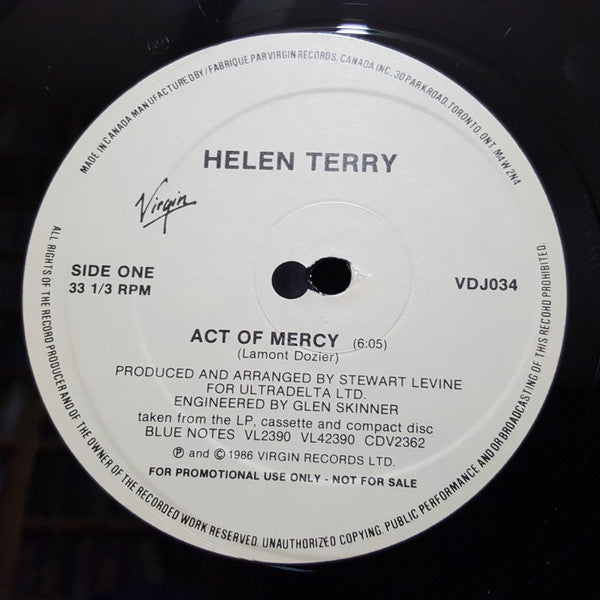 MADE IN CANADA MANUFACTURED BY / FABRIQUE PAR VIRGIN RECORDS, CANADA INC., 30 PARK ROAD, TORONTO, ONT M4W 2N4
HELEN TERRY
Virgin
SIDE ONE
33 1/3 RPM
VDJ034
ACT OF MERCY (6:05)
(Lamont Dozier)
PRODUCED AND ARRANGED BY STEWART LEVINE
FOR ULTRADELTA LTD.
ENGINEERED BY GLEN SKINNER
taken from the LP, cassette and compact disc
BLUE NOTES VL2390 VL42390 CDV2362
℗ and © 1986 VIRGIN RECORDS LTD.
FOR PROMOTIONAL USE ONLY - NOT FOR SALE
ALL RIGHTS OF THE RECORD PRODUCER AND OF THE OWNER OF THE RECORDED WORK RESERVED. UNAUTHORIZED COPYING, PUBLIC PERFORMANCE AND/OR BROADCASTING OF THIS RECORD PROHIBITED.